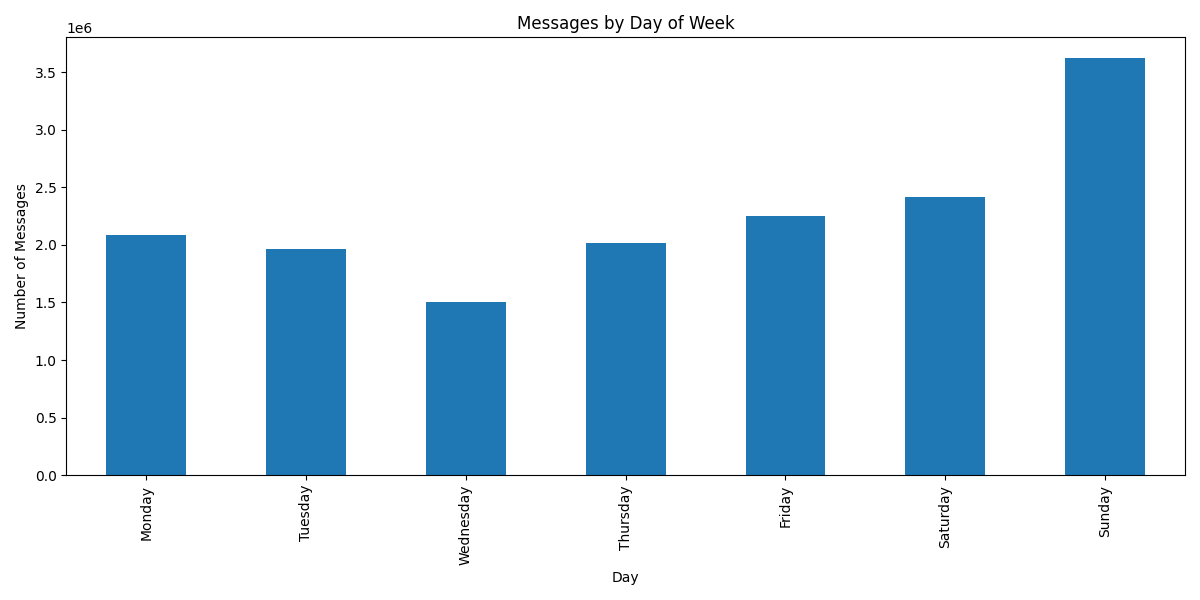 Messages by Day of Week
1e6
3.5
3.0
2.5
2.0
1.5
1.0
0.5
0.0
Number of Messages
Monday
Tuesday
Wednesday
Thursday
Friday
Saturday
Sunday
Day